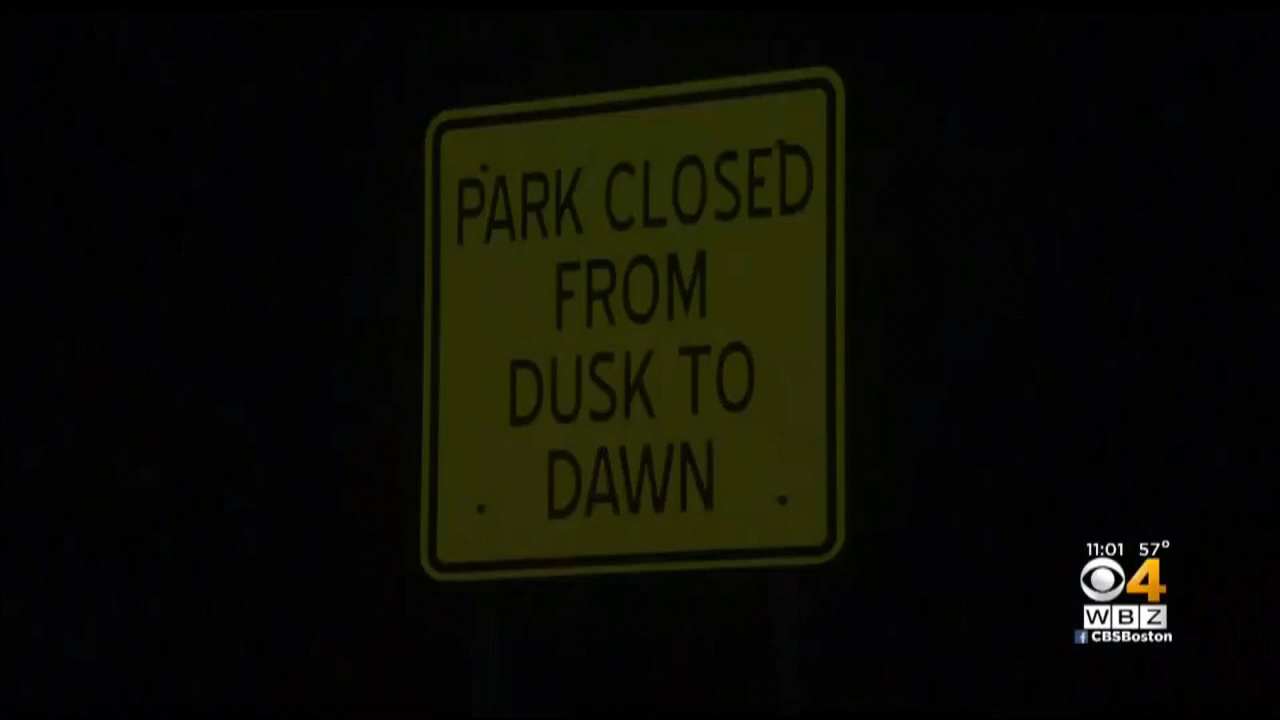 PARK CLOSED
FROM
DUSK TO
DAWN
11:01 57°
4
WBZ
f CBSBoston